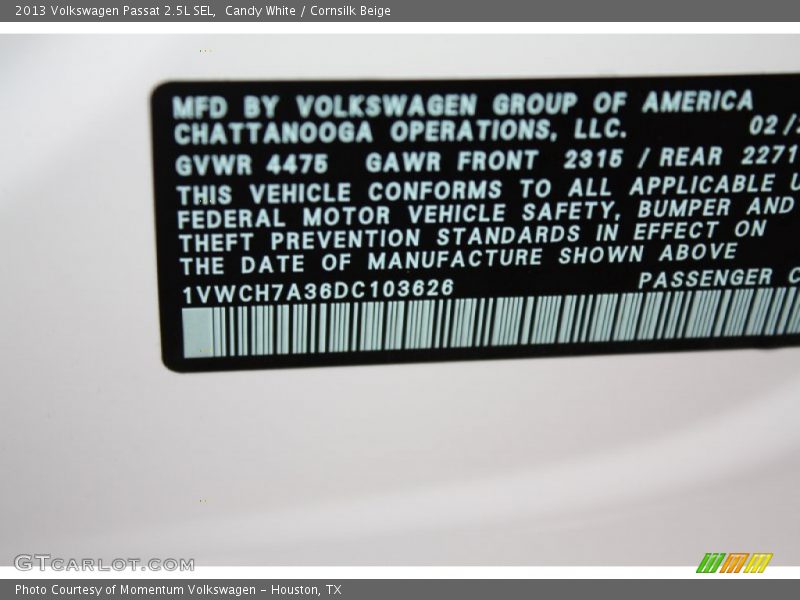 2013 Volkswagen Passat 2.5L SEL, Candy White / Cornsilk Beige
MFD BY VOLKSWAGEN GROUP OF AMERICA
CHATTANOOGA OPERATIONS, LLC. 02 /
GVWR 4475 GAWR FRONT 2315 / REAR 2271
THIS VEHICLE CONFORMS TO ALL APPLICABLE U
FEDERAL MOTOR VEHICLE SAFETY, BUMPER AND
THEFT PREVENTION STANDARDS IN EFFECT ON
THE DATE OF MANUFACTURE SHOWN ABOVE
1VWCH7A36DC103626 PASSENGER C
GTCARLOT.COM
Photo Courtesy of Momentum Volkswagen - Houston, TX